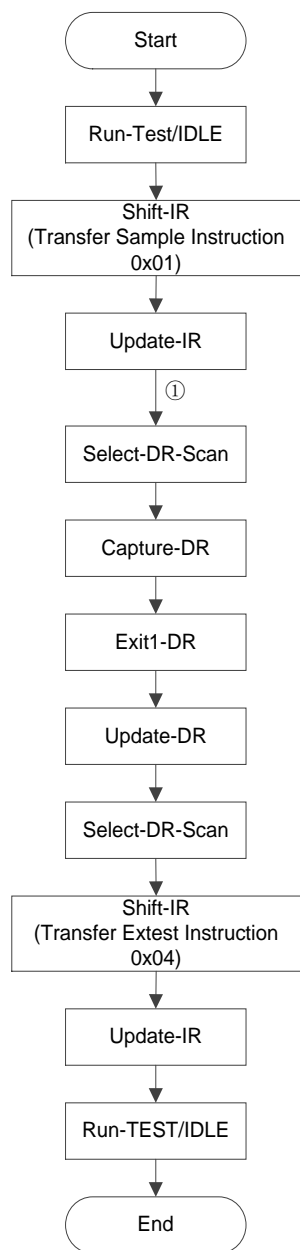 Start
Run-Test/IDLE
Shift-IR
(Transfer Sample Instruction
0x01)
Update-IR
①
Select-DR-Scan
Capture-DR
Exit1-DR
Update-DR
Select-DR-Scan
Shift-IR
(Transfer Extest Instruction
0x04)
Update-IR
Run-TEST/IDLE
End